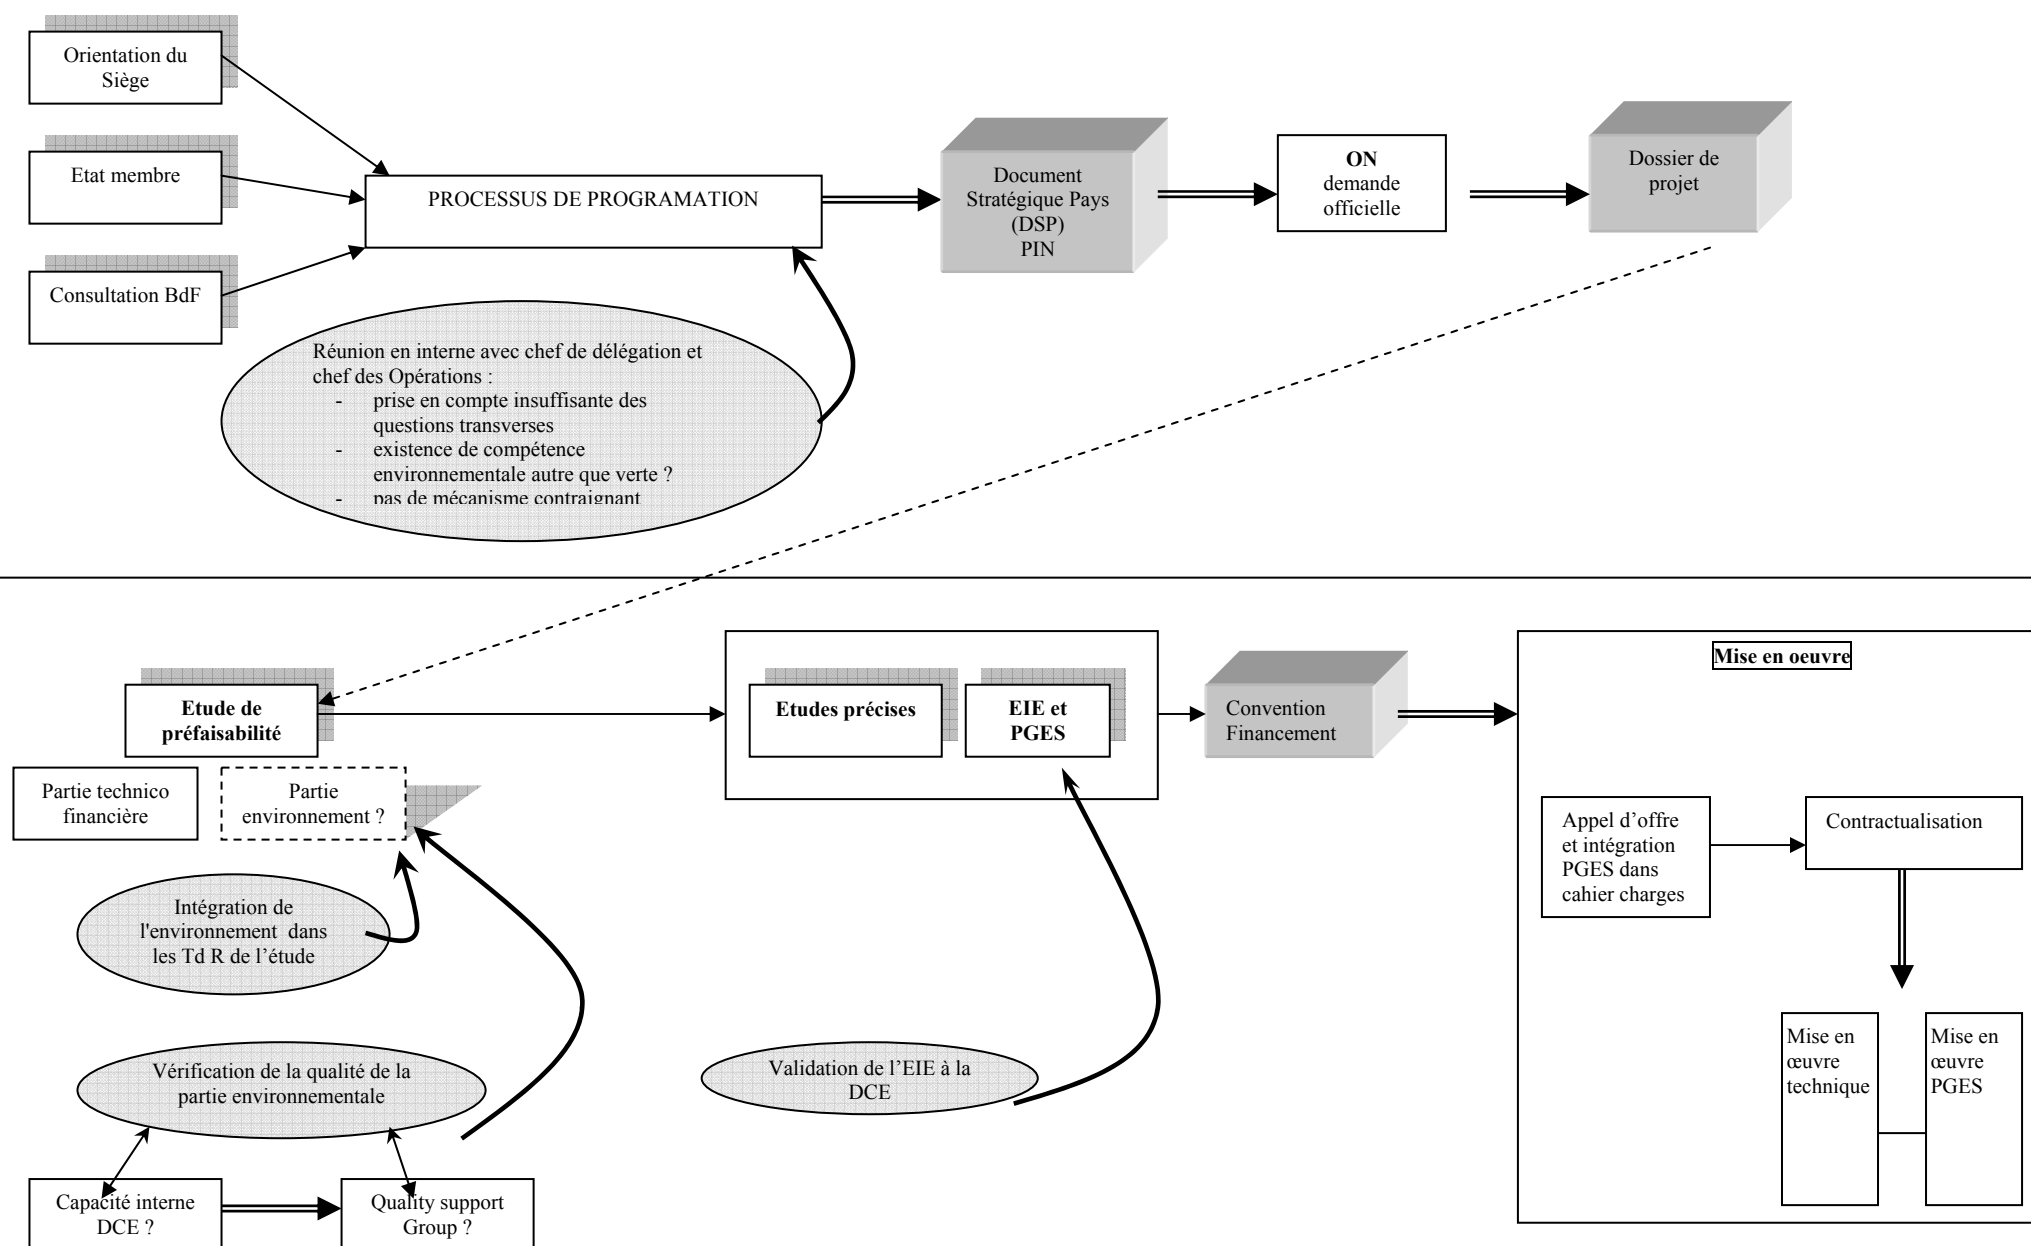 Orientation du
Siège
Etat membre
Consultation BdF
PROCESSUS DE PROGRAMATION
Document
Stratégique Pays
(DSP)
PIN
ON
demande
officielle
Dossier de
projet
Réunion en interne avec chef de délégation et
chef des Opérations :
- prise en compte insuffisante des
questions transverses
- existence de compétence
environnementale autre que verte ?
- pas de mécanisme contraignant
Etude de
préfaisabilité
Partie technico
financière
Partie
environnement ?
Intégration de
l'environnement dans
les Td R de l’étude
Vérification de la qualité de la
partie environnementale
Capacité interne
DCE ?
Quality support
Group ?
Etudes précises
EIE et
PGES
Validation de l’EIE à la
DCE
Convention
Financement
Mise en oeuvre
Appel d’offre
et intégration
PGES dans
cahier charges
Contractualisation
Mise en
œuvre
technique
Mise en
œuvre
PGES